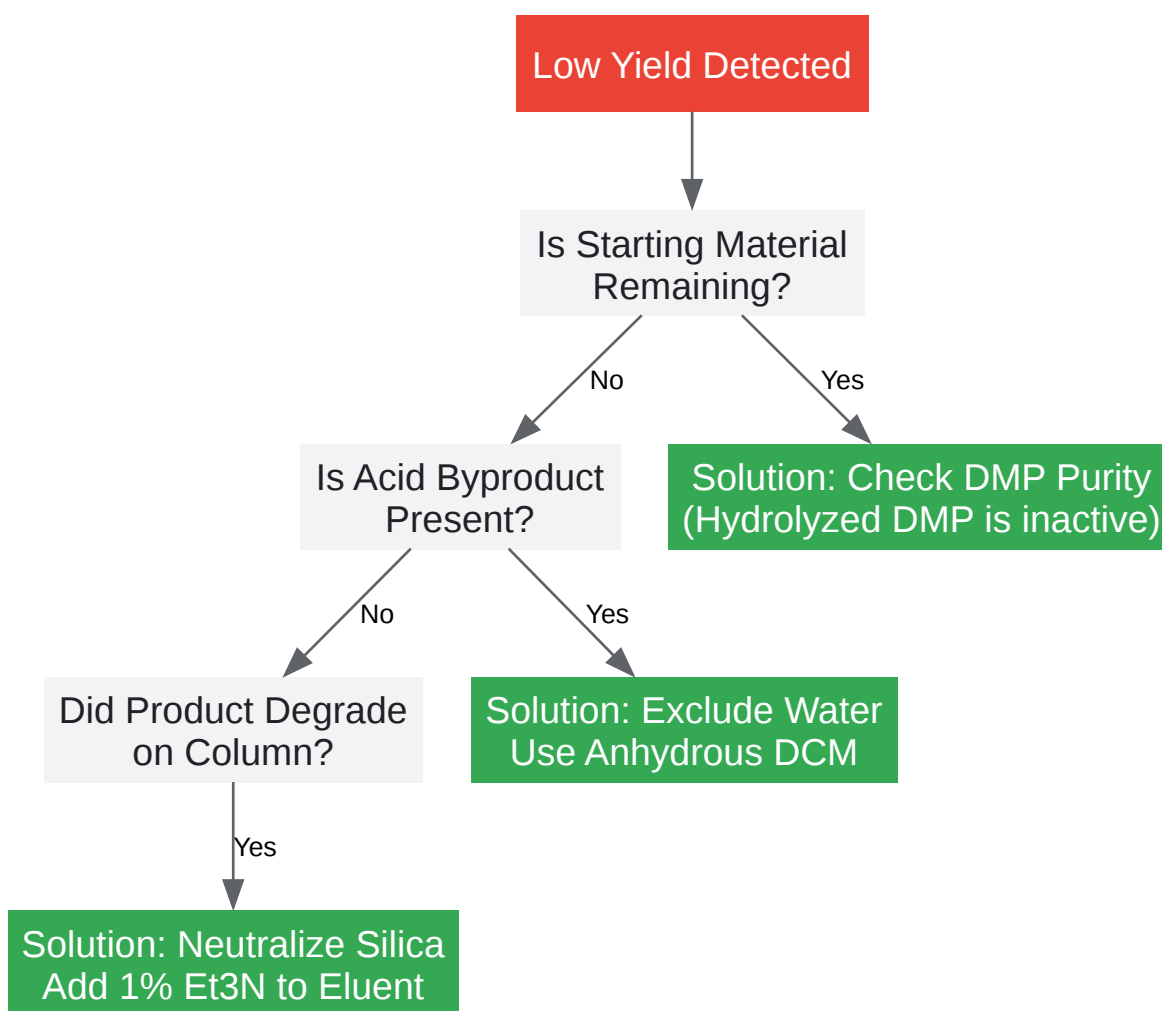 Low Yield Detected
Is Starting Material
Remaining?
No
Yes
Is Acid Byproduct
Present?
Solution: Check DMP Purity
(Hydrolyzed DMP is inactive)
No
Yes
Did Product Degrade
on Column?
Solution: Exclude Water
Use Anhydrous DCM
Yes
Solution: Neutralize Silica
Add 1% Et3N to Eluent